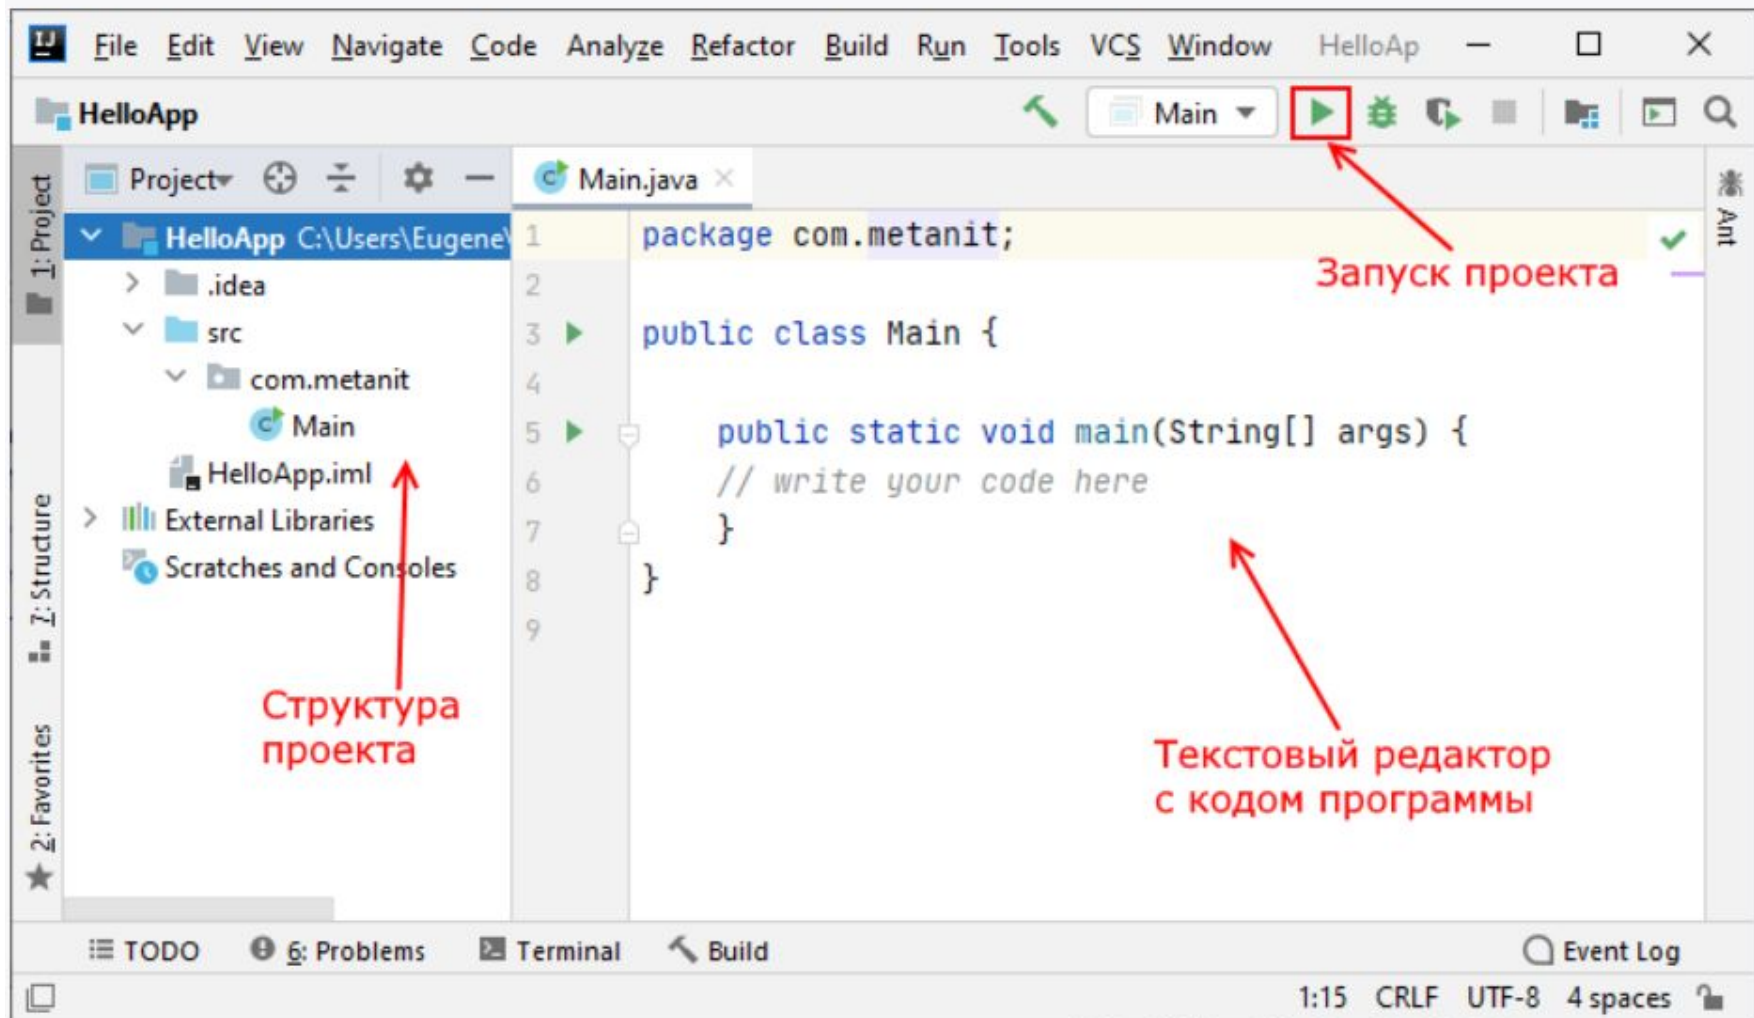 IJ File Edit View Navigate Code Analyze Refactor Build Run Tools VCS Window HelloAp
HelloApp Main
1: Project
Project
Main.java
Ant
HelloApp C:\Users\Eugene\
.idea
src
com.metanit
Main
HelloApp.iml
External Libraries
Scratches and Consoles
7: Structure
2: Favorites
1 package com.metanit;
2
3 public class Main {
4
5 public static void main(String[] args) {
6 // write your code here
7 }
8 }
9
Запуск проекта
Структура
проекта
Текстовый редактор
с кодом программы
TODO 6: Problems Terminal Build Event Log
1:15 CRLF UTF-8 4 spaces